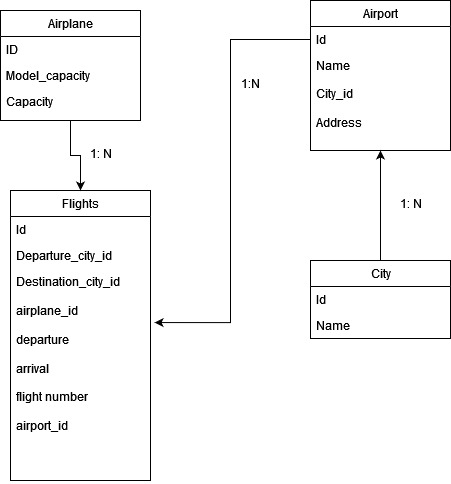 Airplane
ID
Model_capacity
Capacity
1: N
Flights
Id
Departure_city_id
Destination_city_id
airplane_id
departure
arrival
flight number
airport_id
1:N
Airport
Id
Name
City_id
Address
1: N
City
Id
Name